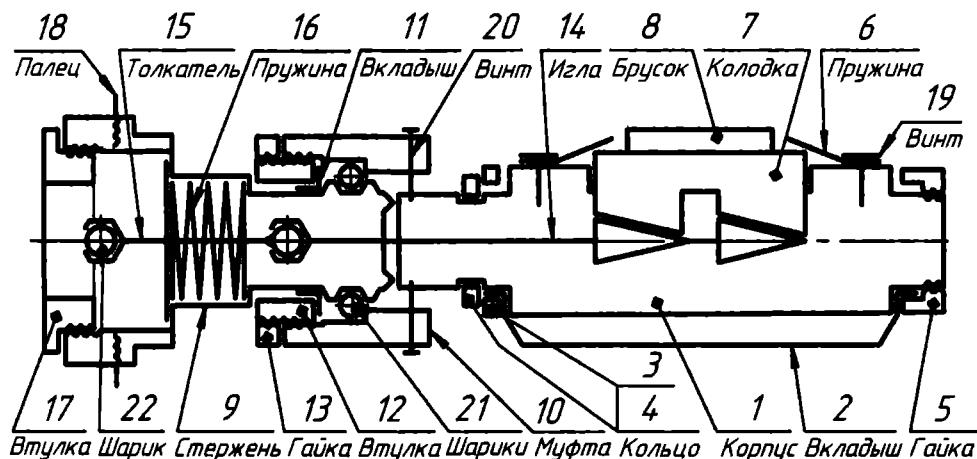 18 15 16 11 20 14 8 7 6
Палец Толкатель Пружина Вкладыш Винт Игла Брусок Колодка Пружина
19
Винт
3
17 22 9 13 12 21 10 4 1 2 5
Втулка Шарик Стержень Гайка Втулка Шарики Муфта Кольцо Корпус Вкладыш Гайка